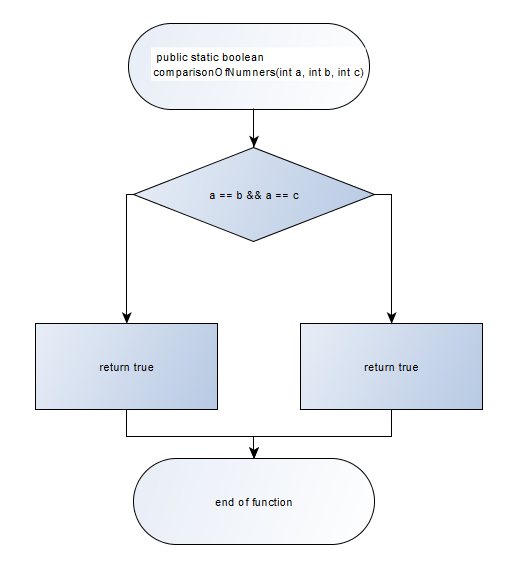 public static boolean
comparisonOfNumners(int a, int b, int c)
a == b && a == c
return true
return true
end of function